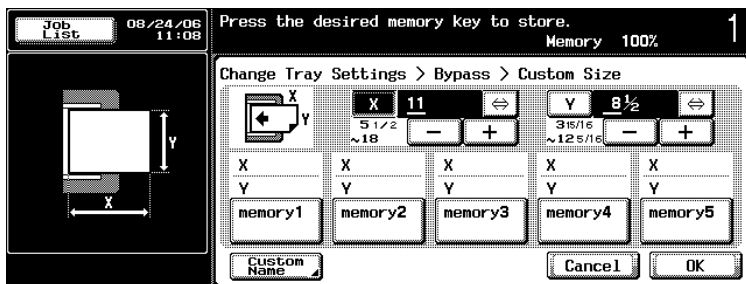 Job
List
08/24/06
11:08
Press the desired memory key to store.
Memory 100%
1
Change Tray Settings > Bypass > Custom Size
X
Y
X 11
5 1/2
~18
− +
Y 8½
3 15/16
~12 5/16
− +
X X X X X
Y Y Y Y Y
memory1 memory2 memory3 memory4 memory5
Y
X
Custom
Name
Cancel OK